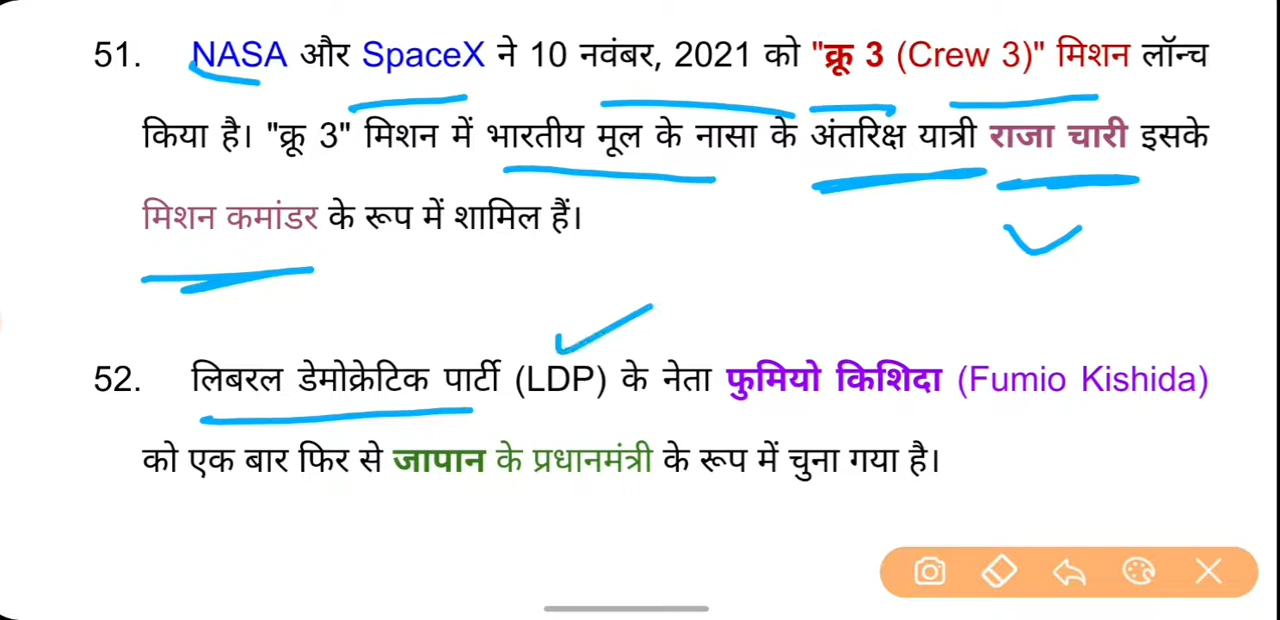 51. NASA और SpaceX ने 10 नवंबर, 2021 को "क्रू 3 (Crew 3)" मिशन लॉन्च
किया है। "क्रू 3" मिशन में भारतीय मूल के नासा के अंतरिक्ष यात्री राजा चारी इसके
मिशन कमांडर के रूप में शामिल हैं।
52. लिबरल डेमोक्रेटिक पार्टी (LDP) के नेता फुमियो किशिदा (Fumio Kishida)
को एक बार फिर से जापान के प्रधानमंत्री के रूप में चुना गया है।